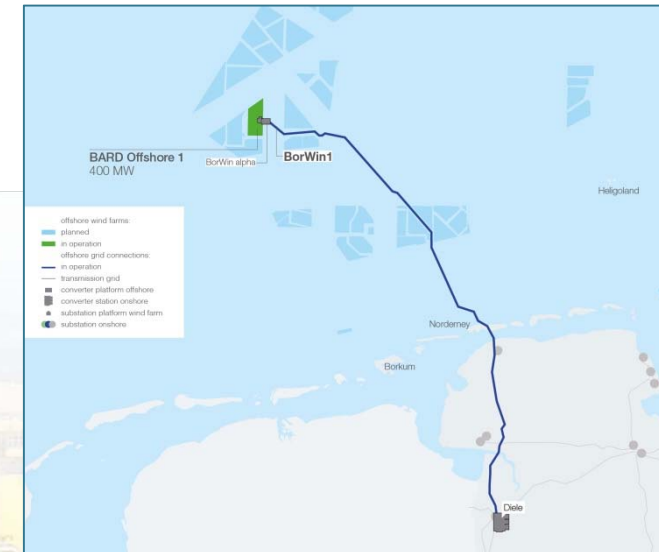 BARD Offshore 1
400 MW
BorWin alpha
BorWin1
Heligoland
offshore wind farms
planned
in operation
offshore grid connections
in operation
transmission grid
converter platform offshore
converter station onshore
substation platform wind farm
substation onshore
Norderney
Borkum
Diele